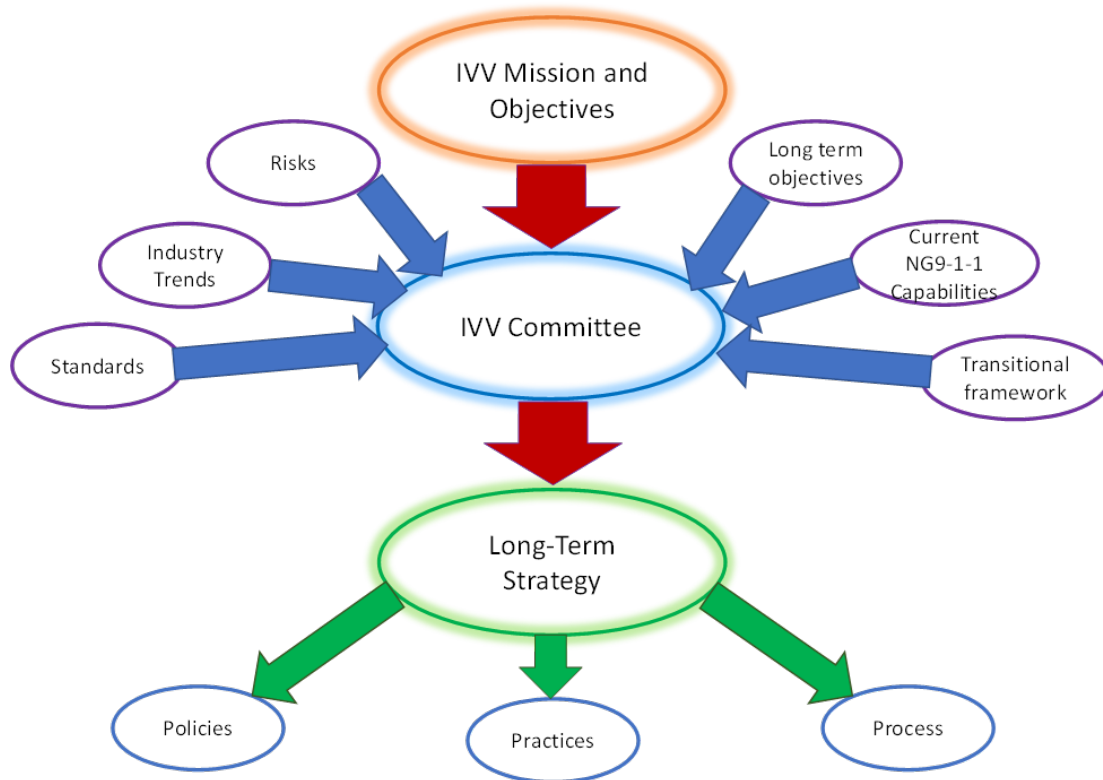 IVV Mission and
Objectives
Risks
Long term
objectives
Industry
Trends
Current
NG9-1-1
Capabilities
IVV Committee
Standards
Transitional
framework
Long-Term
Strategy
Policies
Practices
Process